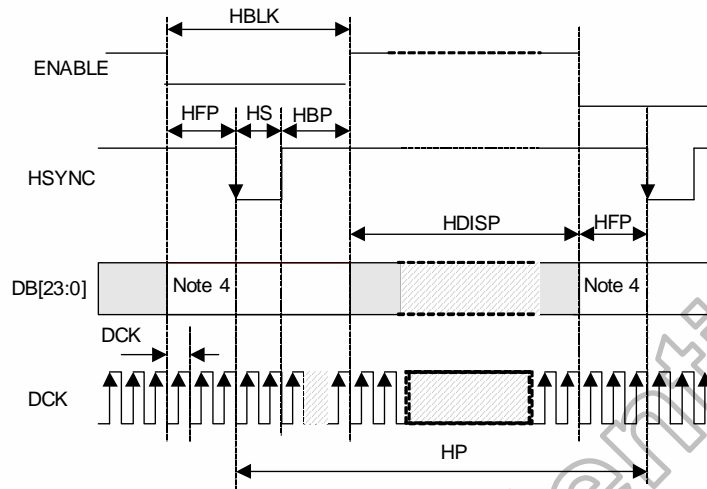 HBLK
ENABLE
HFP HS HBP
HSYNC
HDISP HFP
DB[23:0] Note 4 Note 4
DCK
DCK
HP